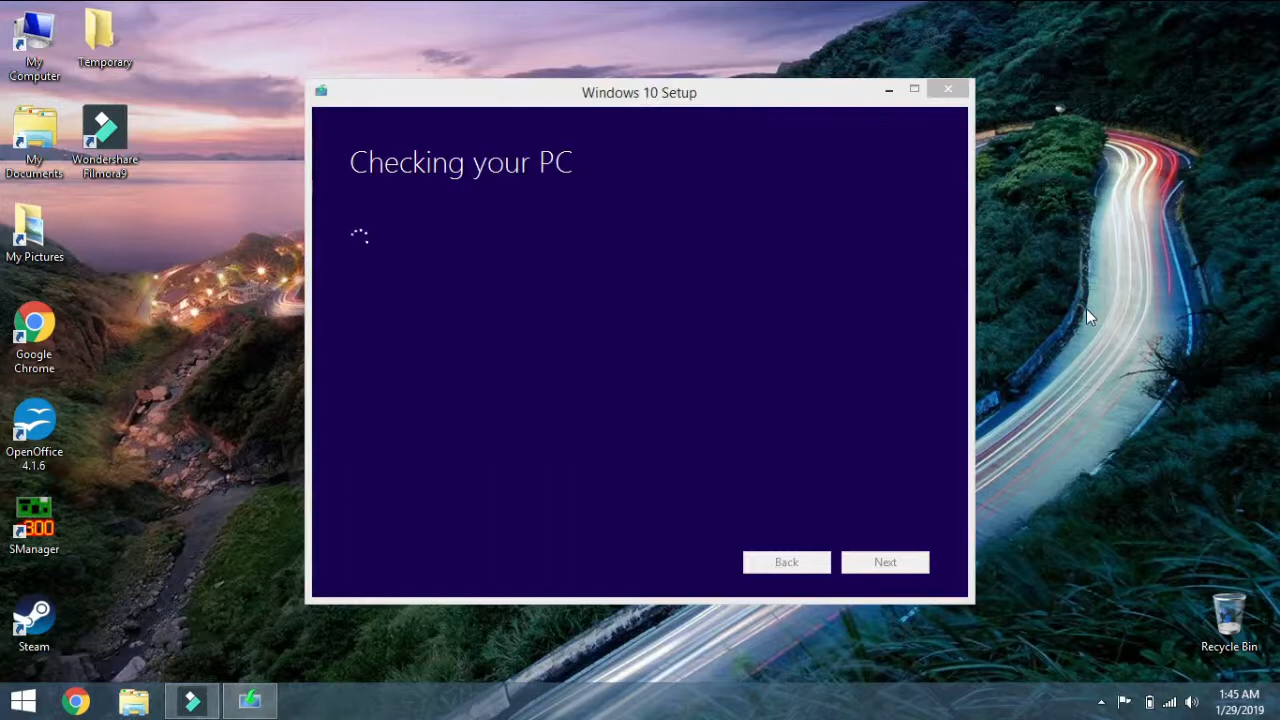 My
Computer
Temporary
My
Documents
Wondershare
Filmora9
My Pictures
Google
Chrome
OpenOffice
4.1.6
300
SManager
Steam
Windows 10 Setup
Checking your PC
Back
Next
Recycle Bin
1:45 AM
1/29/2019